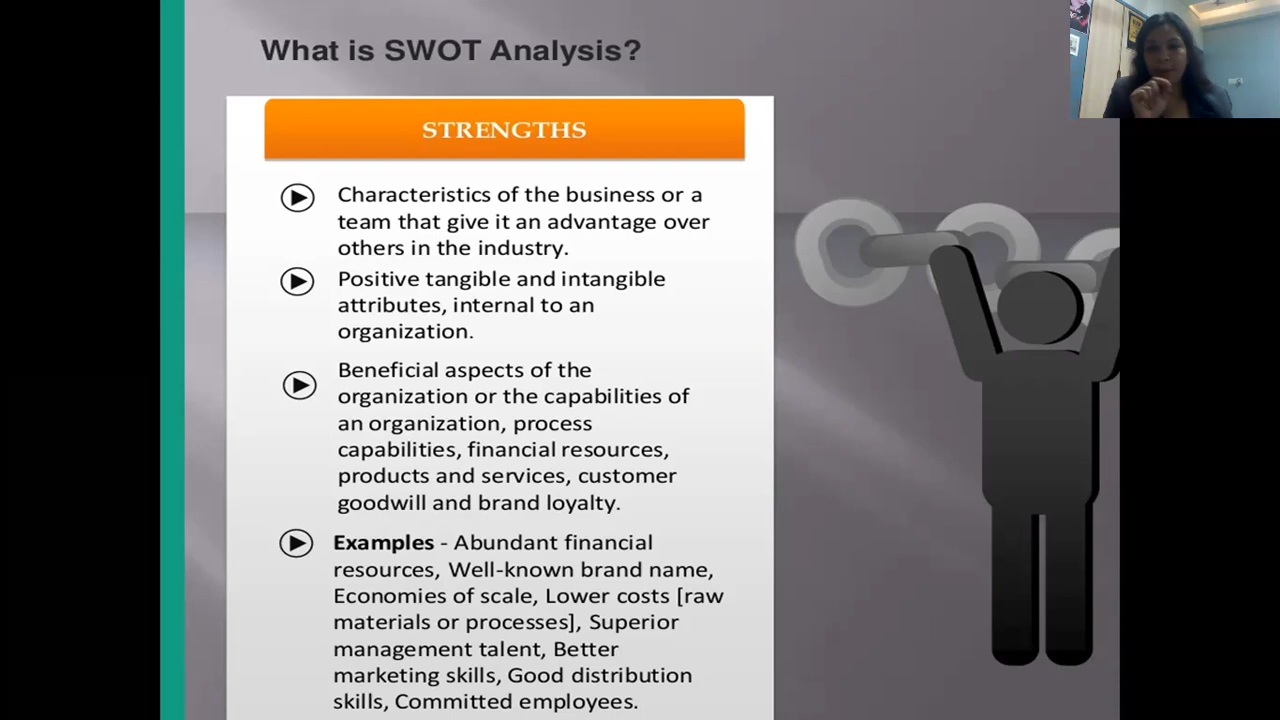 What is SWOT Analysis?
STRENGTHS
Characteristics of the business or a
team that give it an advantage over
others in the industry.
Positive tangible and intangible
attributes, internal to an
organization.
Beneficial aspects of the
organization or the capabilities of
an organization, process
capabilities, financial resources,
products and services, customer
goodwill and brand loyalty.
Examples - Abundant financial
resources, Well-known brand name,
Economies of scale, Lower costs [raw
materials or processes], Superior
management talent, Better
marketing skills, Good distribution
skills, Committed employees.